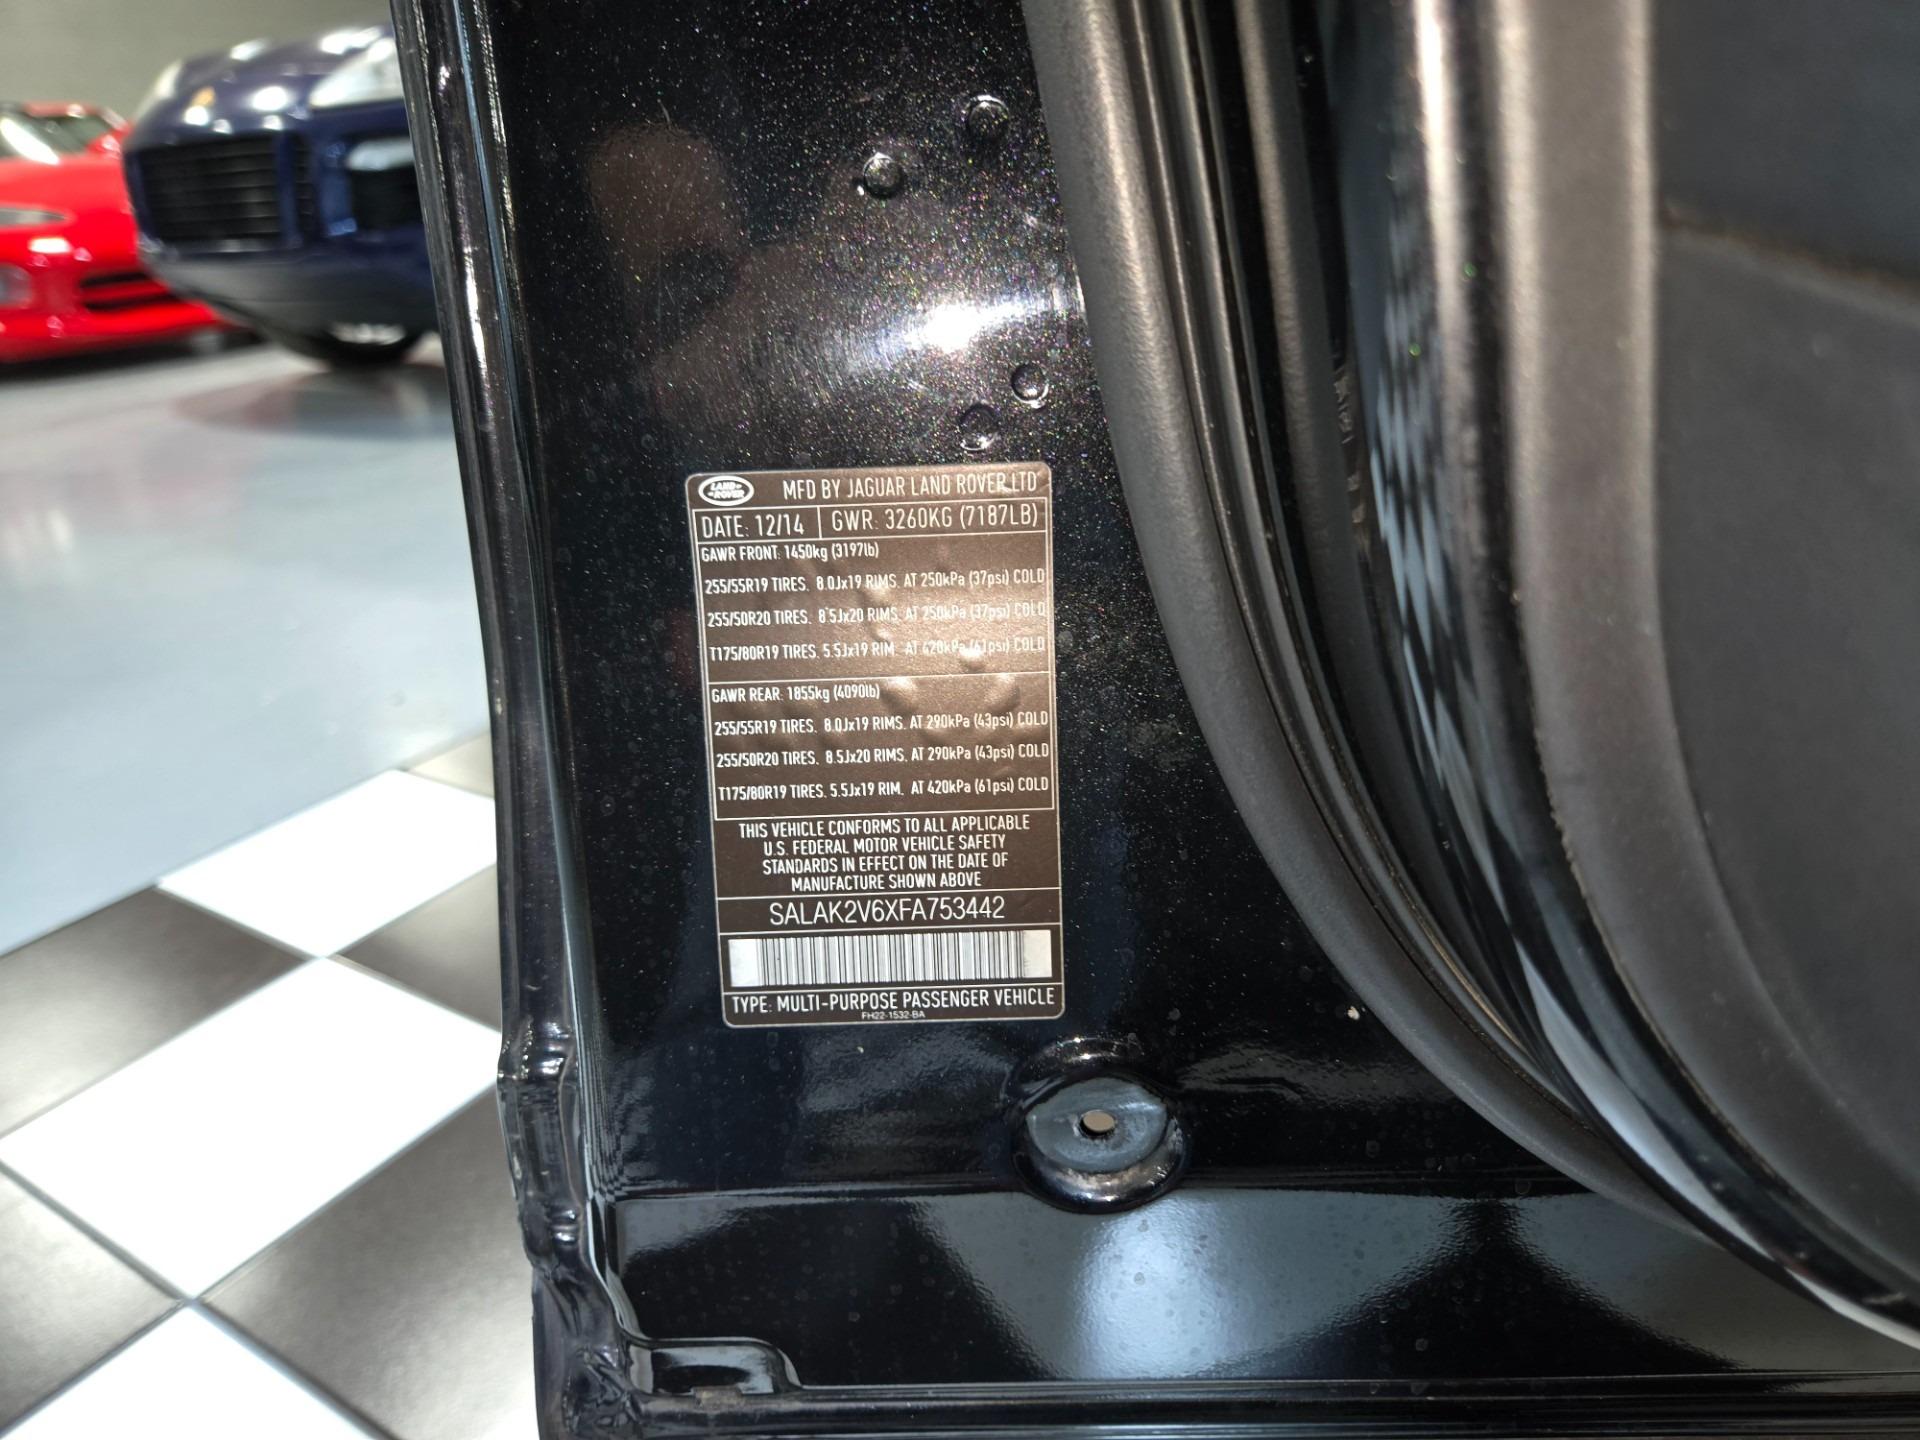 LAND ROVER MFD BY JAGUAR LAND ROVER LTD
DATE: 12/14 GWR: 3260KG (7187LB)
GAWR FRONT: 1450kg (3197lb)
255/55R19 TIRES. 8.0Jx19 RIMS. AT 250kPa (37psi) COLD
255/50R20 TIRES. 8.5Jx20 RIMS. AT 250kPa (37psi) COLD
T175/80R19 TIRES. 5.5Jx19 RIM. AT 420kPa (61psi) COLD
GAWR REAR: 1855kg (4090lb)
255/55R19 TIRES. 8.0Jx19 RIMS. AT 290kPa (43psi) COLD
255/50R20 TIRES. 8.5Jx20 RIMS. AT 290kPa (43psi) COLD
T175/80R19 TIRES. 5.5Jx19 RIM. AT 420kPa (61psi) COLD
THIS VEHICLE CONFORMS TO ALL APPLICABLE
U.S. FEDERAL MOTOR VEHICLE SAFETY
STANDARDS IN EFFECT ON THE DATE OF
MANUFACTURE SHOWN ABOVE
SALAK2V6XFA753442
TYPE: MULTI-PURPOSE PASSENGER VEHICLE
FH22-1532-BA